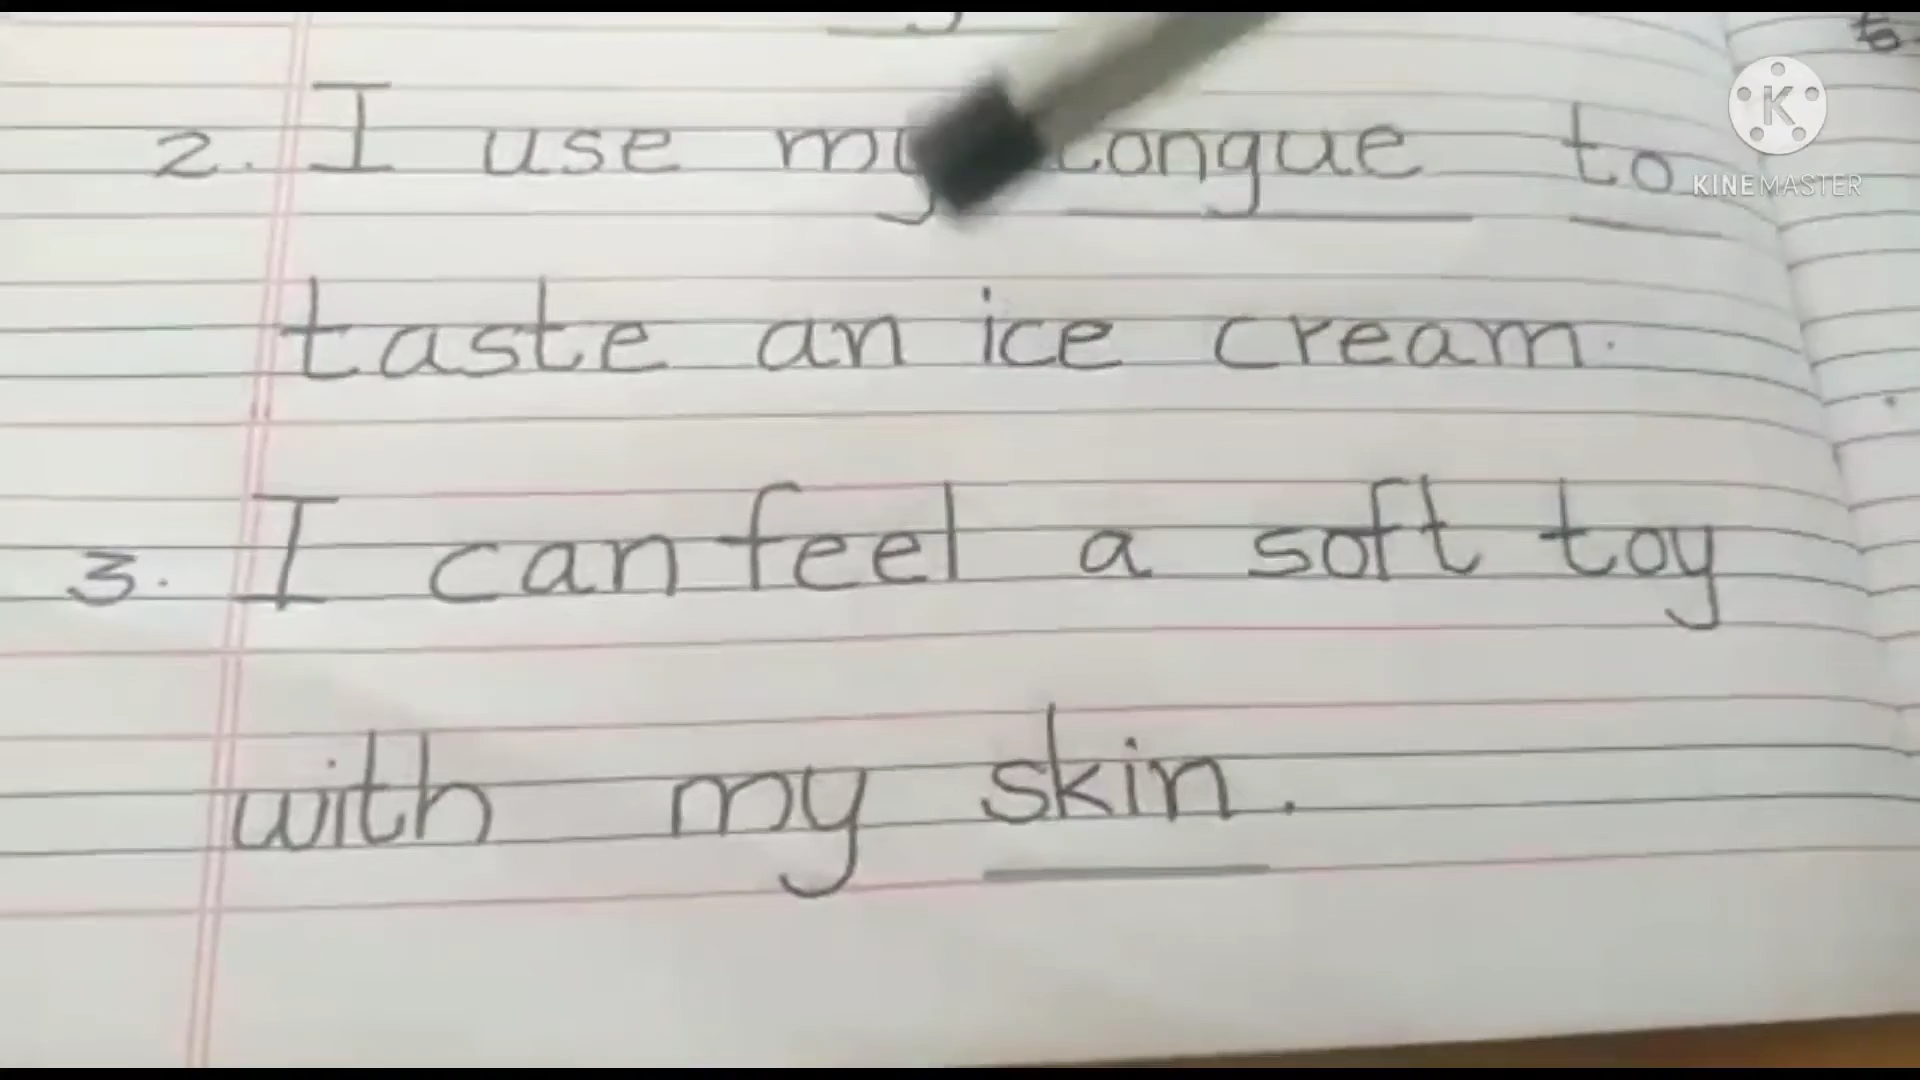 2. I use my tongue to
taste an ice cream.
3. I can feel a soft toy
with my skin.
KINEMASTER